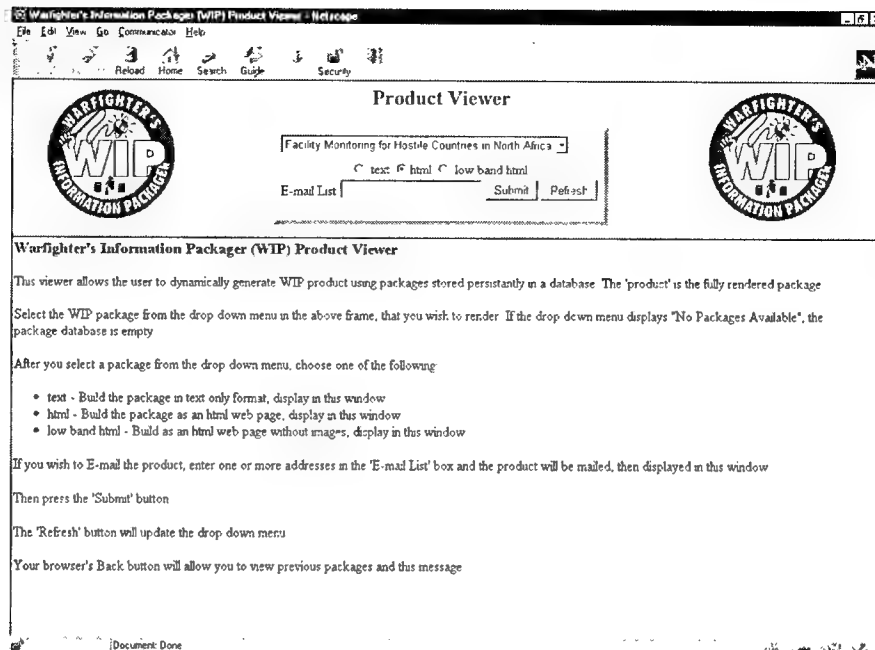 Warfighter's Information Packager (WIP) Product Viewer - Netscape
File Edit View Go Communicator Help
Reload Home Search Guide Security
Product Viewer
WARFIGHTER'S
WIP
INFORMATION PACKAGER
Facility Monitoring for Hostile Countries in North Africa
text html low band html
E-mail List Submit Refresh
WARFIGHTER'S
WIP
INFORMATION PACKAGER
Warfighter's Information Packager (WIP) Product Viewer
This viewer allows the user to dynamically generate WIP product using packages stored persistantly in a database The 'product' is the fully rendered package
Select the WIP package from the drop down menu in the above frame, that you wish to render If the drop down menu displays "No Packages Available", the
package database is empty
After you select a package from the drop down menu, choose one of the following
• text - Build the package in text only format, display in this window
• html - Build the package as an html web page, display in this window
• low band html - Build as an html web page without images, display in this window
If you wish to E-mail the product, enter one or more addresses in the 'E-mail List' box and the product will be mailed, then displayed in this window
Then press the 'Submit' button
The 'Refresh' button will update the drop down menu
Your browser's Back button will allow you to view previous packages and this message
Document: Done